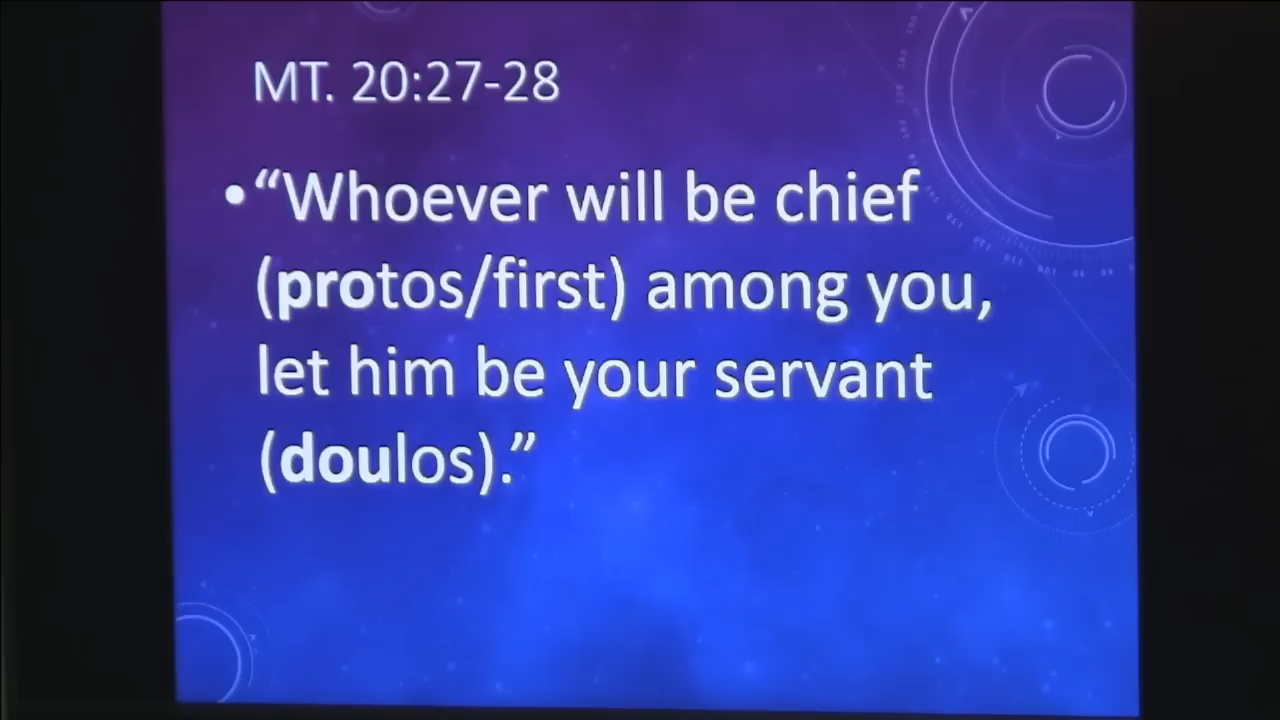 MT. 20:27-28
•“Whoever will be chief
(protos/first) among you,
let him be your servant
(doulos).”